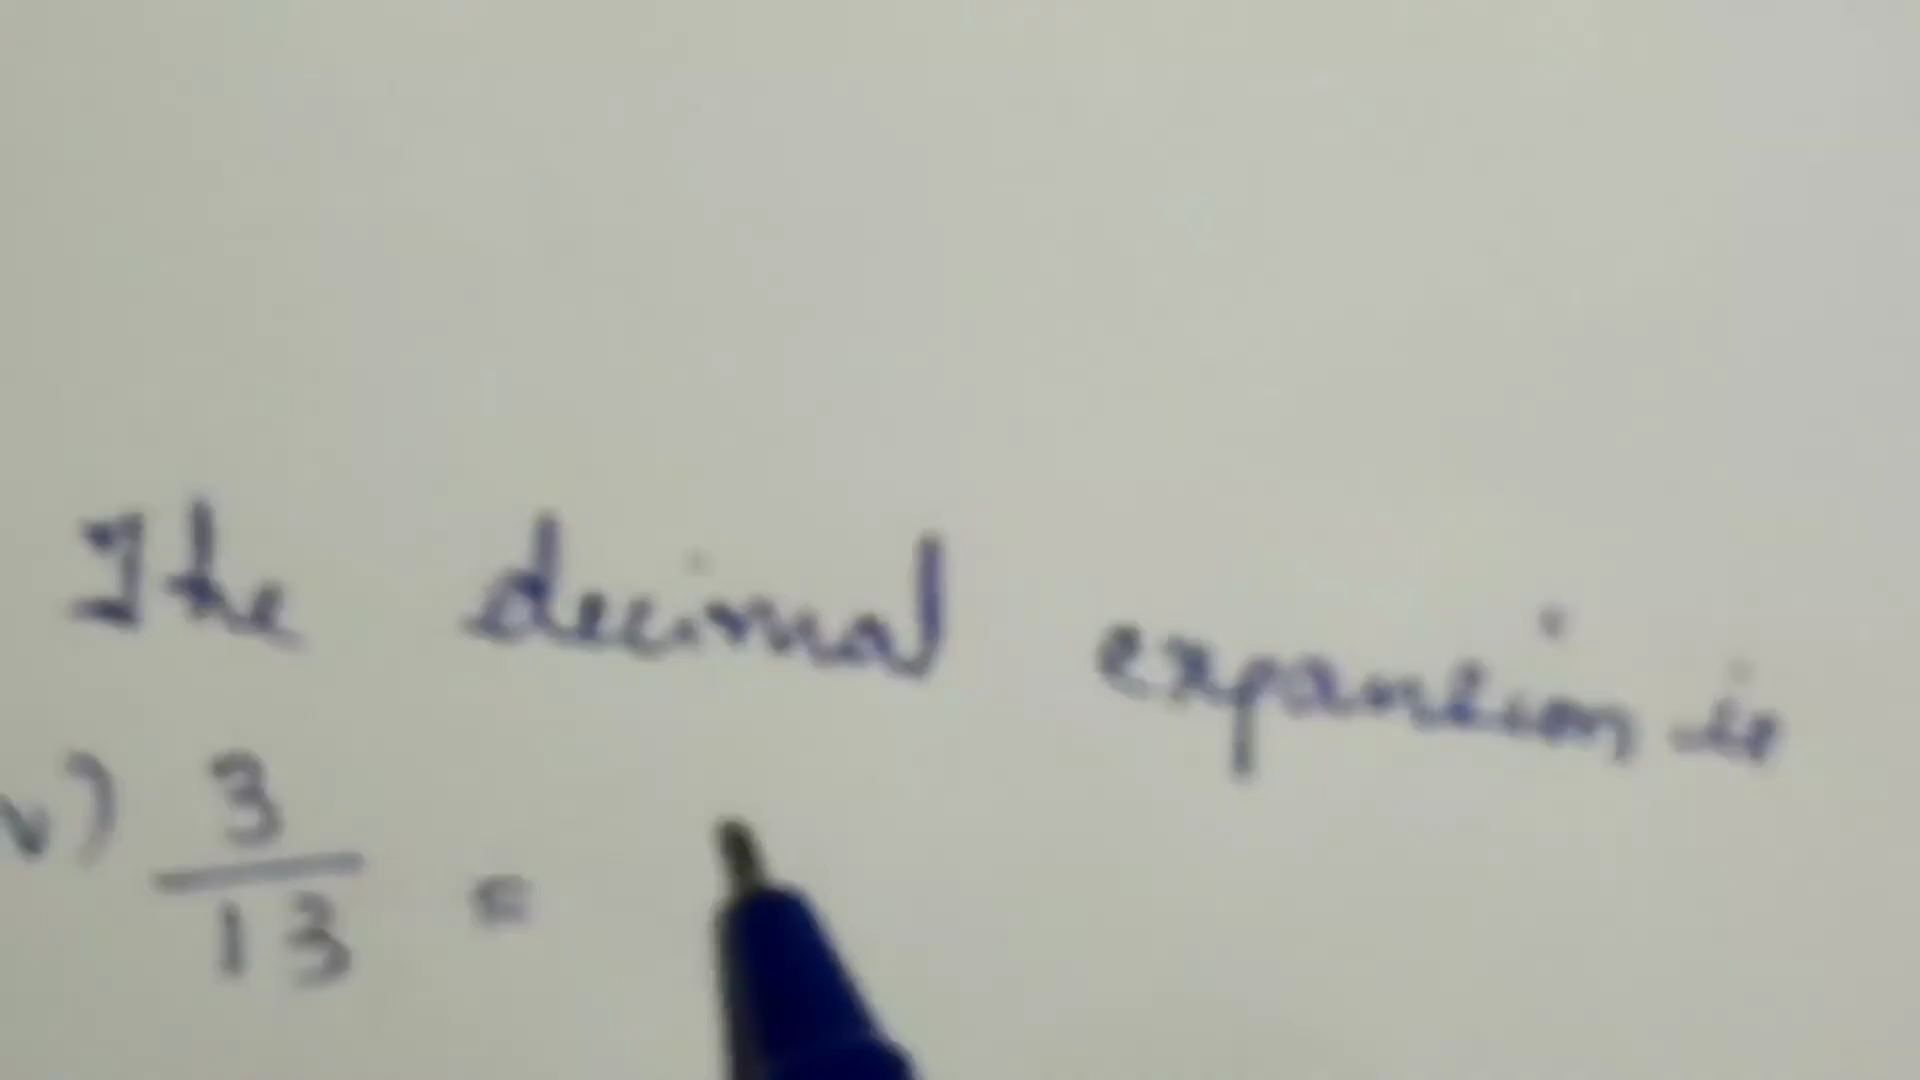 The decimal expansion is
v) 3/13 =